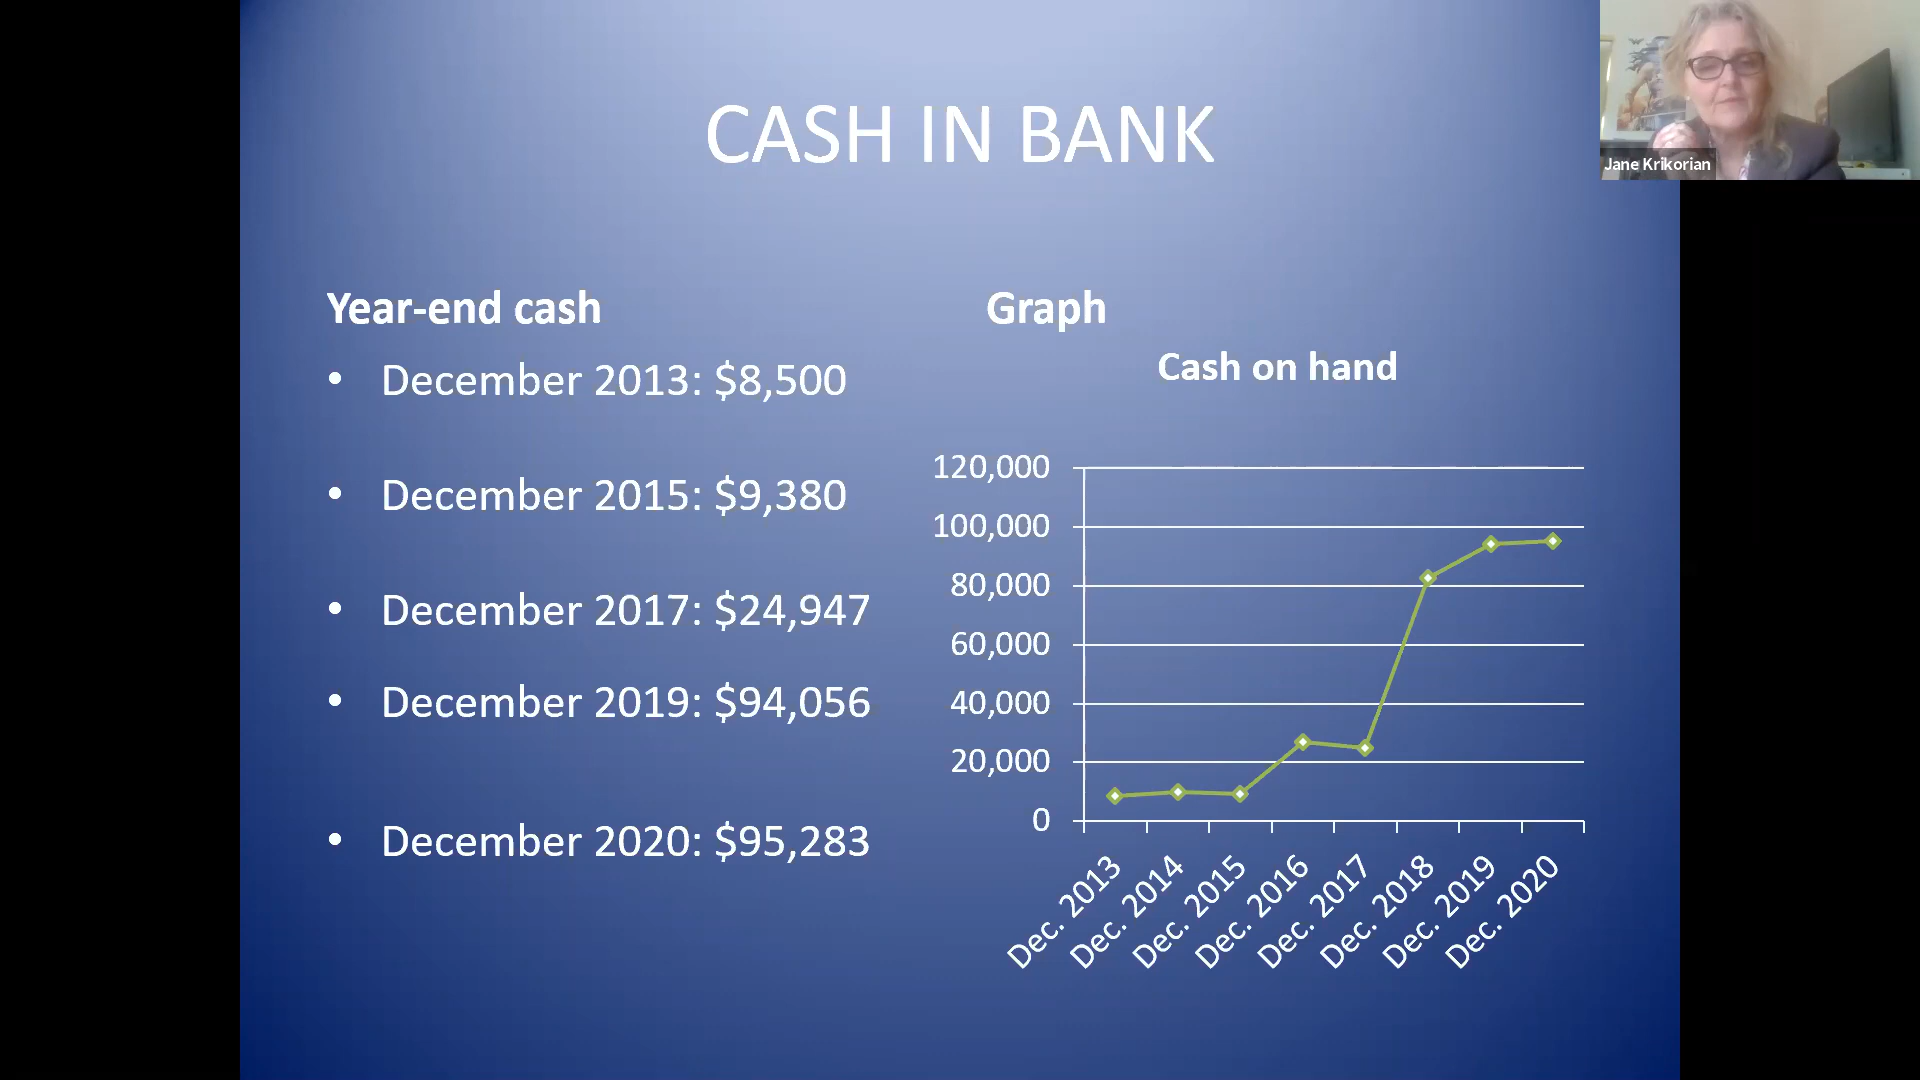 CASH IN BANK
Jane Krikorian
Year-end cash
• December 2013: $8,500
• December 2015: $9,380
• December 2017: $24,947
• December 2019: $94,056
• December 2020: $95,283
Graph
Cash on hand
120,000
100,000
80,000
60,000
40,000
20,000
0
Dec. 2013
Dec. 2014
Dec. 2015
Dec. 2016
Dec. 2017
Dec. 2018
Dec. 2019
Dec. 2020